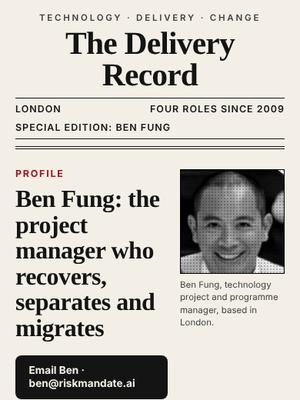 TECHNOLOGY · DELIVERY · CHANGE
The Delivery
Record
LONDON
FOUR ROLES SINCE 2009
SPECIAL EDITION: BEN FUNG
PROFILE
Ben Fung: the
project
manager who
recovers,
separates and
migrates
Email Ben ·
ben@riskmandate.ai
Ben Fung, technology
project and programme
manager, based in
London.